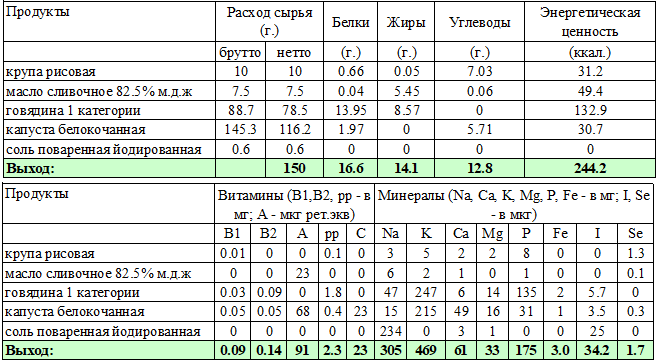 Продукты Расход сырья (г.) Белки Жиры Углеводы Энергетическая ценность
брутто нетто (г.) (г.) (г.) (ккал.)
крупа рисовая 10 10 0.66 0.05 7.03 31.2
масло сливочное 82.5% м.д.ж 7.5 7.5 0.04 5.45 0.06 49.4
говядина 1 категории 88.7 78.5 13.95 8.57 0 132.9
капуста белокочанная 145.3 116.2 1.97 0 5.71 30.7
соль поваренная йодированная 0.6 0.6 0 0 0 0
Выход: 150 16.6 14.1 12.8 244.2
Продукты Витамины (B1,B2, pp - в мг; A - мкг рет.экв) Минералы (Na, Ca, K, Mg, P, Fe - в мг; I, Se - в мкг)
B1 B2 A pp C Na K Ca Mg P Fe I Se
крупа рисовая 0.01 0 0 0.1 0 3 5 2 2 8 0 0 1.3
масло сливочное 82.5% м.д.ж 0 0 23 0 0 6 2 1 0 1 0 0 0.1
говядина 1 категории 0.03 0.09 0 1.8 0 47 247 6 14 135 2 5.7 0
капуста белокочанная 0.05 0.05 68 0.4 23 15 215 49 16 31 1 3.5 0.3
соль поваренная йодированная 0 0 0 0 0 234 0 3 1 0 0 25 0
Выход: 0.09 0.14 91 2.3 23 305 469 61 33 175 3.0 34.2 1.7